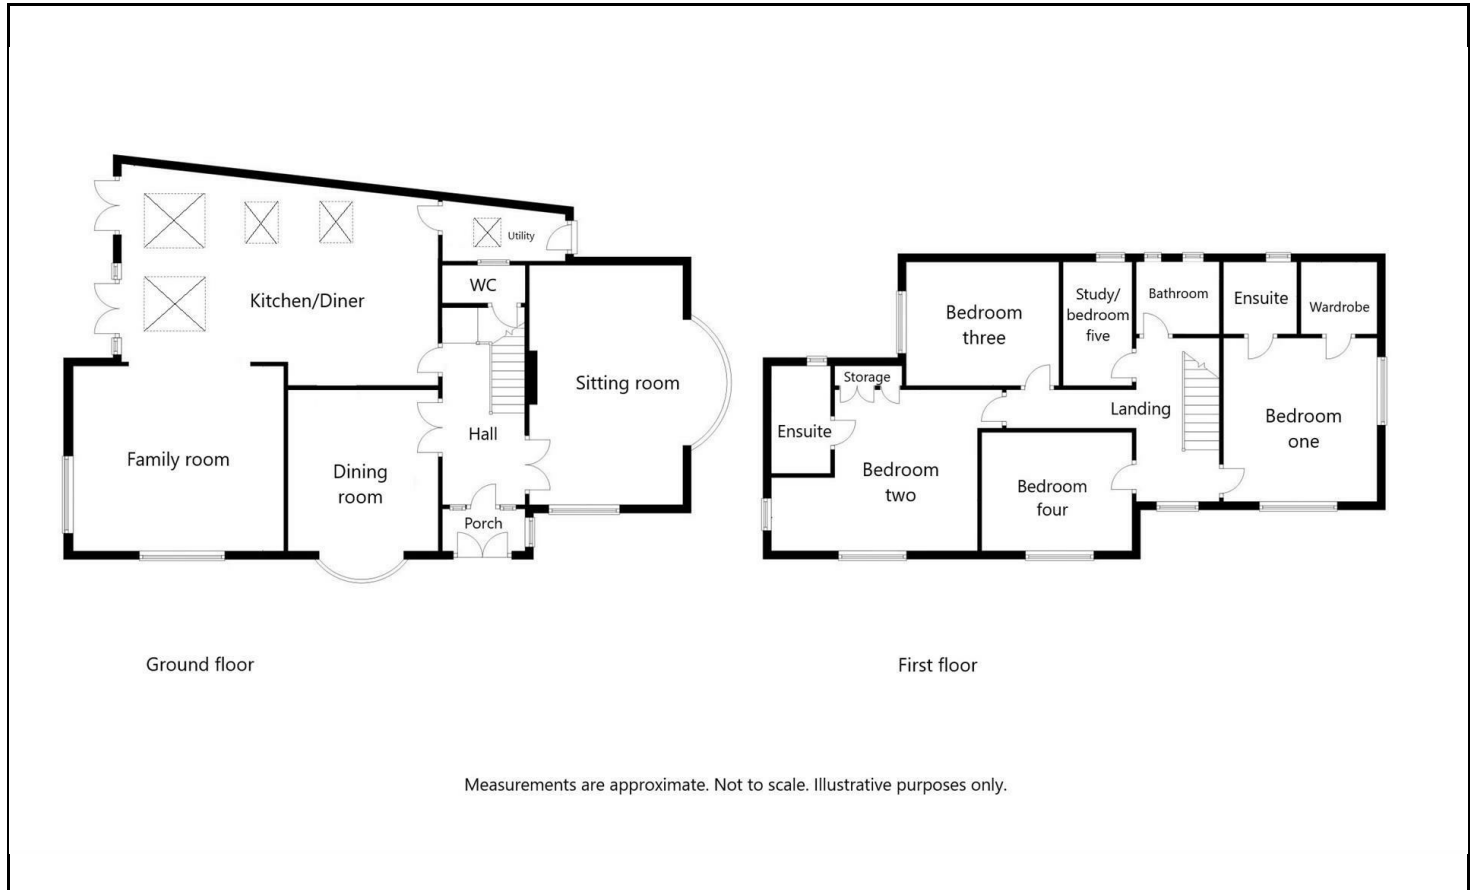 Utility
WC
Kitchen/Diner
Sitting room
Hall
Family room
Dining
room
Porch
Ground floor
Bedroom
three
Study/
bedroom
five
Bathroom
Ensuite
Wardrobe
Storage
Landing
Bedroom
one
Ensuite
Bedroom
two
Bedroom
four
First floor
Measurements are approximate. Not to scale. Illustrative purposes only.